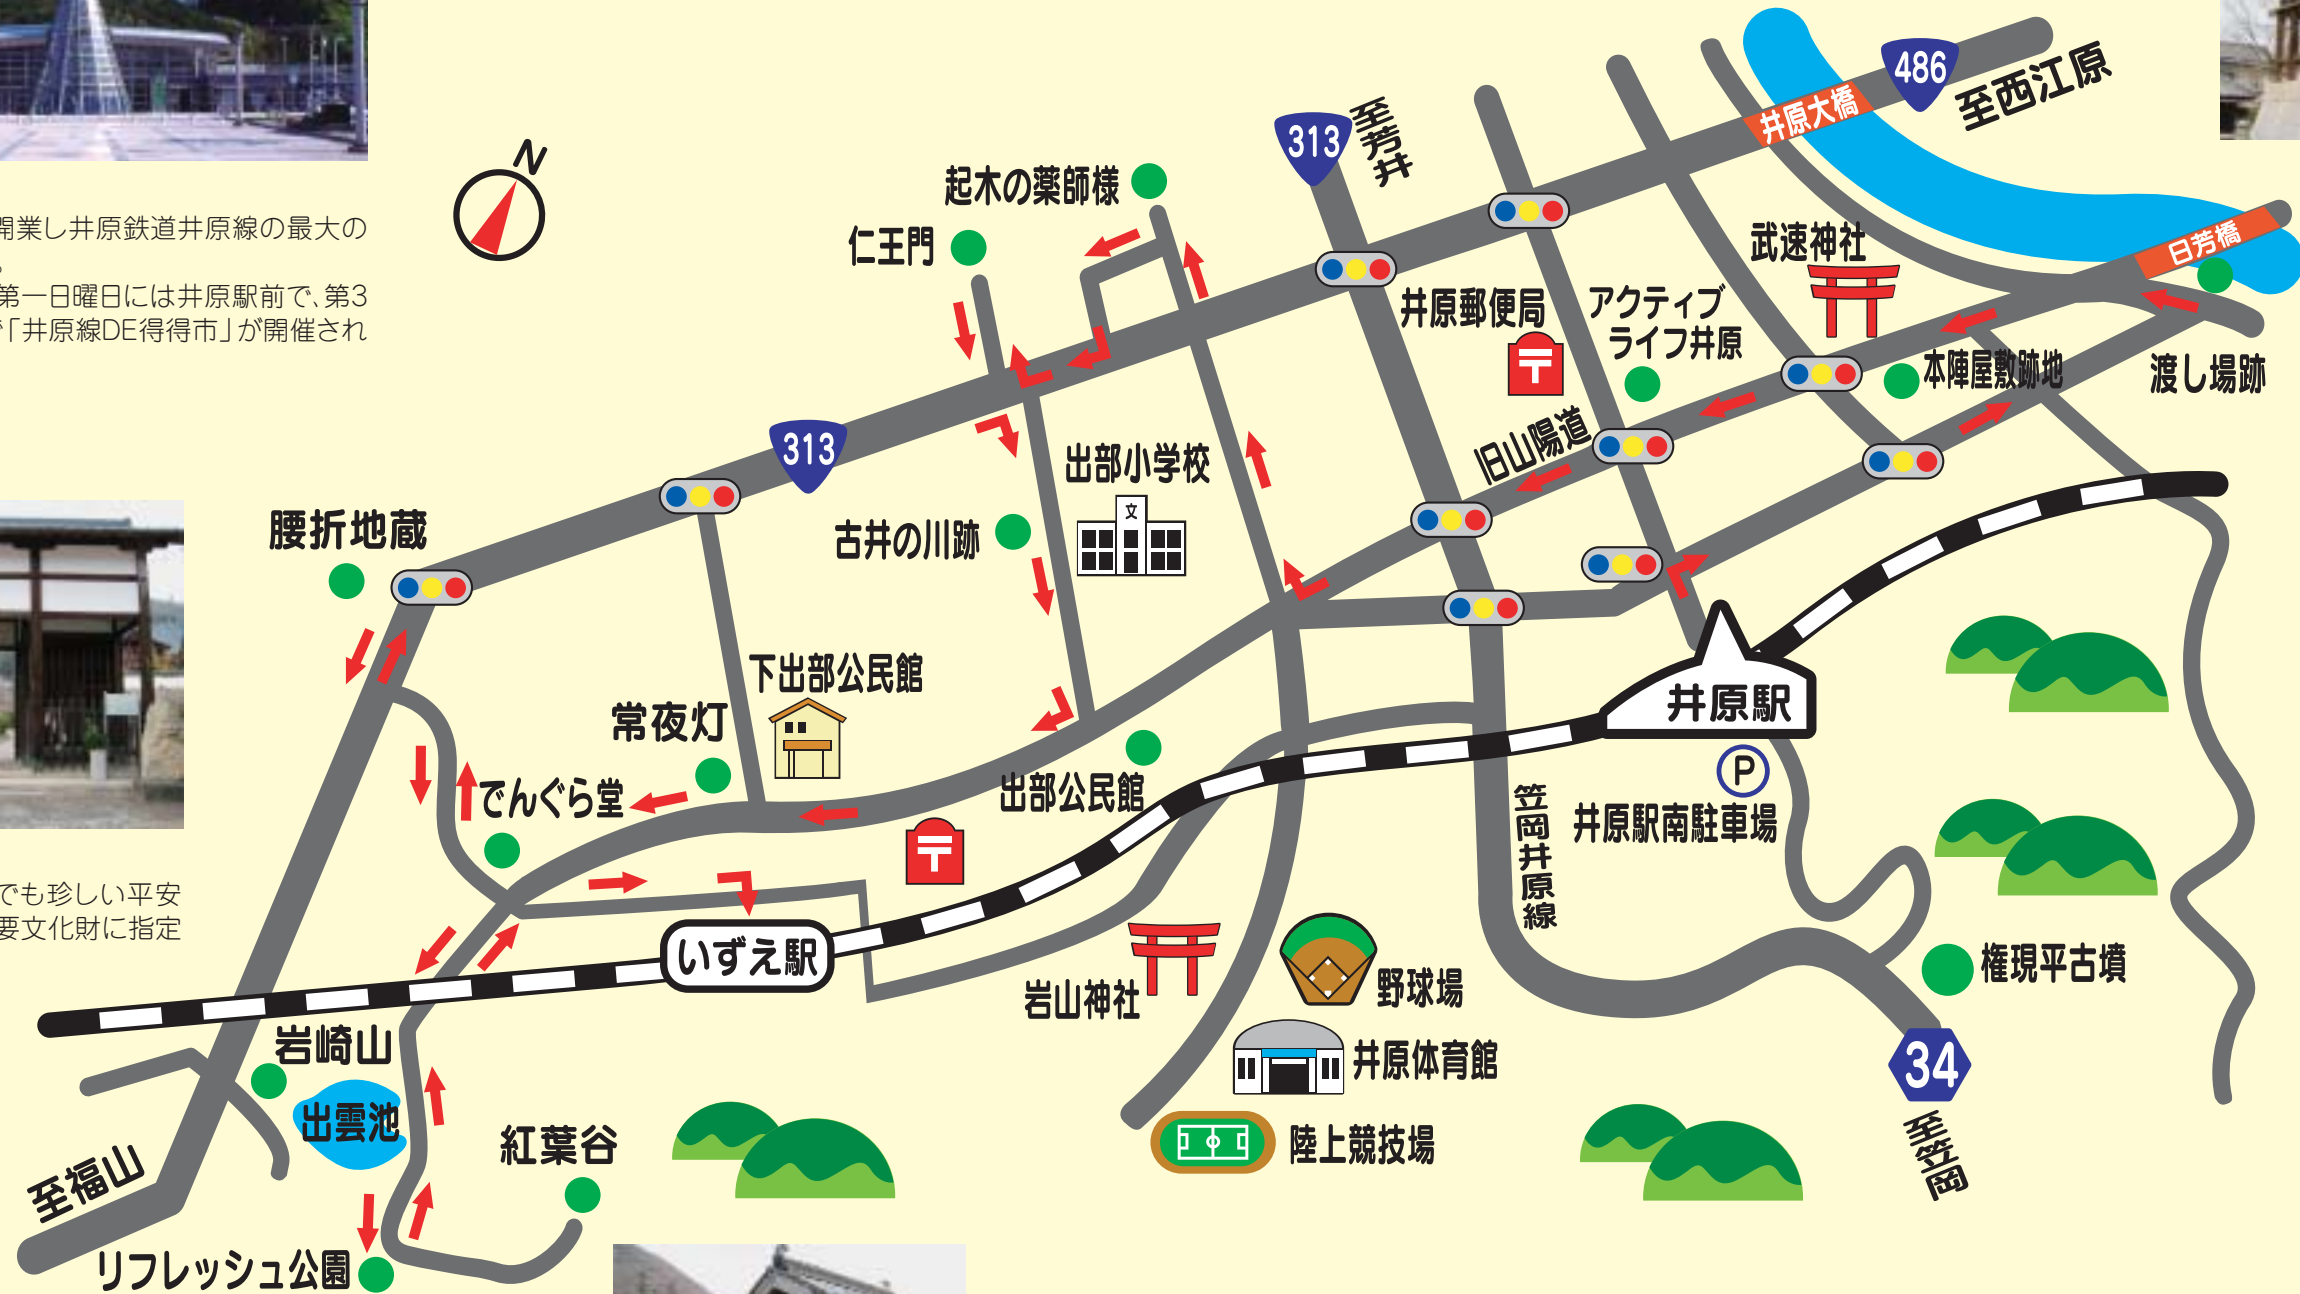 開業し井原鉄道井原線の最大の
。
第一日曜日には井原駅前で、第3
で「井原線DE得得市」が開催され
N
486
至西江原
井原大橋
313
至芳井
起木の薬師様
仁王門
武速神社
日芳橋
井原郵便局
アクティブ
ライフ井原
本陣屋敷跡地
渡し場跡
旧山陽道
313
出部小学校
文
古井の川跡
腰折地蔵
下出部公民館
常夜灯
でんぐら堂
出部公民館
井原駅
P
井原駅南駐車場
笠岡井原線
でも珍しい平安
要文化財に指定
いずえ駅
岩山神社
野球場
井原体育館
陸上競技場
権現平古墳
34
至笠岡
岩崎山
出雲池
紅葉谷
至福山
リフレッシュ公園